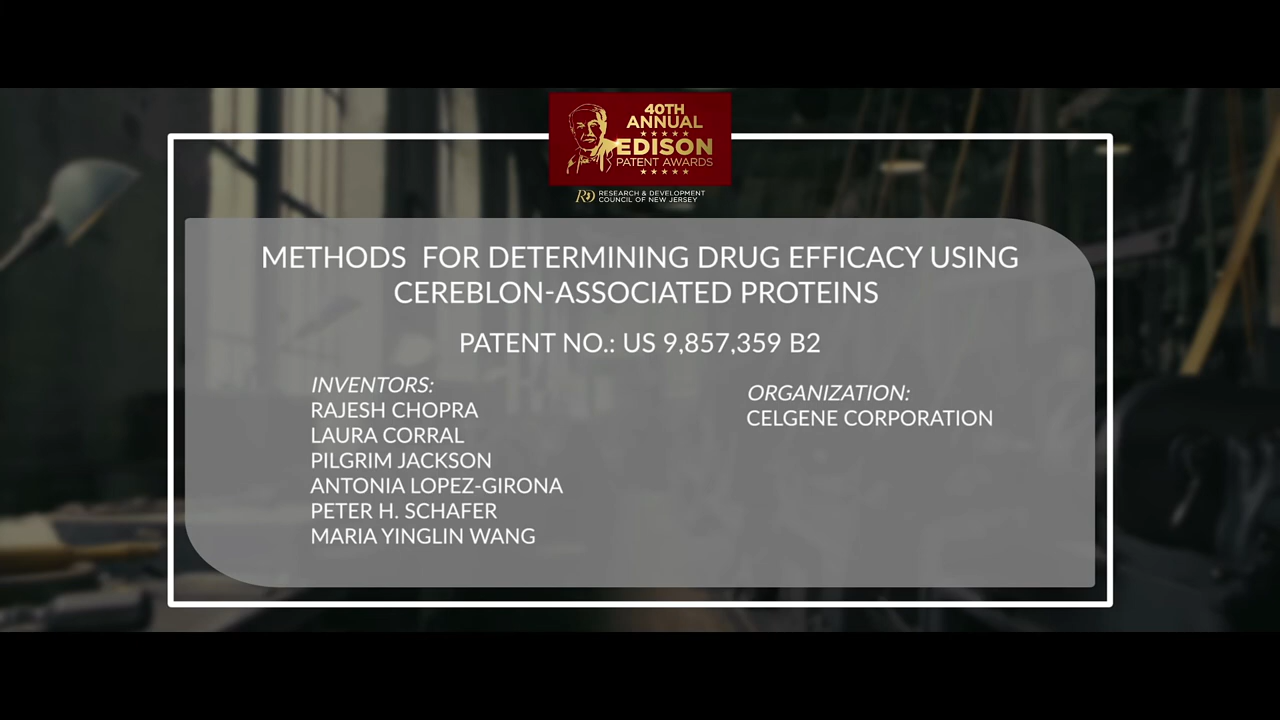 40TH
ANNUAL
EDISON
PATENT AWARDS
RD RESEARCH & DEVELOPMENT
COUNCIL OF NEW JERSEY
METHODS FOR DETERMINING DRUG EFFICACY USING
CEREBLON-ASSOCIATED PROTEINS
PATENT NO.: US 9,857,359 B2
INVENTORS:
RAJESH CHOPRA
LAURA CORRAL
PILGRIM JACKSON
ANTONIA LOPEZ-GIRONA
PETER H. SCHAFER
MARIA YINGLIN WANG
ORGANIZATION:
CELGENE CORPORATION